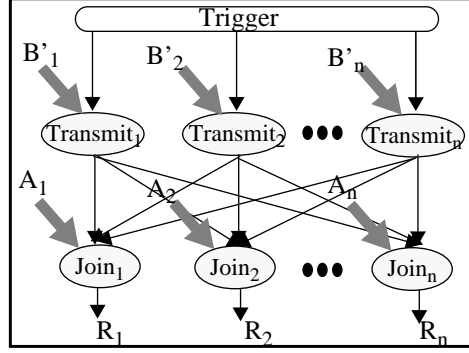 Trigger
B'1 B'2 B'n
Transmit1 Transmit2 Transmitn
A1 A2 An
Join1 Join2 Joinn
R1 R2 Rn